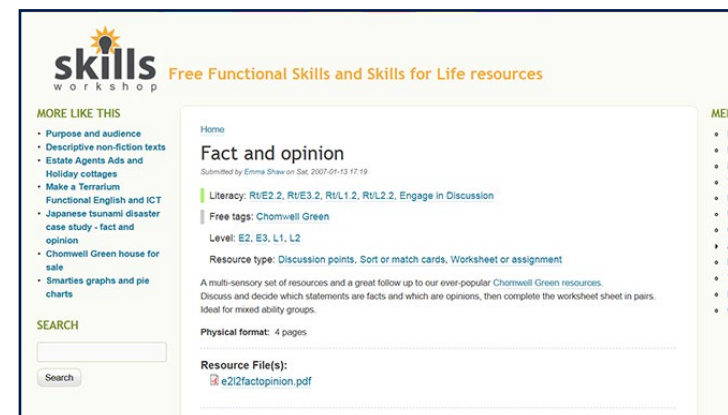 skills
workshop
Free Functional Skills and Skills for Life resources
MORE LIKE THIS
Purpose and audience
Descriptive non-fiction texts
Estate Agents Ads and
Holiday cottages
Make a Terrarium
Functional English and ICT
Japanese tsunami disaster
case study - fact and
opinion
Chomwell Green house for
sale
Smarties graphs and pie
charts
SEARCH
Search
Home
Fact and opinion
Submitted by Emma Shaw on Sat, 2007-01-13 17:19
Literacy: Rt/E2.2, Rt/E3.2, Rt/L1.2, Rt/L2.2, Engage in Discussion
Free tags: Chomwell Green
Level: E2, E3, L1, L2
Resource type: Discussion points, Sort or match cards, Worksheet or assignment
A multi-sensory set of resources and a great follow up to our ever-popular Chomwell Green resources.
Discuss and decide which statements are facts and which are opinions, then complete the worksheet sheet in pairs.
Ideal for mixed ability groups.
Physical format: 4 pages
Resource File(s):
e2l2factopinion.pdf